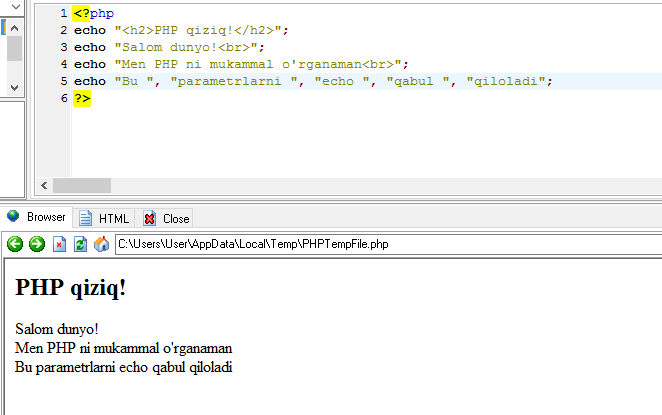 1 <?php
2 echo "<h2>PHP qiziq!</h2>";
3 echo "Salom dunyo!<br>";
4 echo "Men PHP ni mukammal o'rganaman<br>";
5 echo "Bu ", "parametrlarni ", "echo ", "qabul ", "qiloladi";
6 ?>
Browser HTML Close
C:\Users\User\AppData\Local\Temp\PHPTempFile.php
PHP qiziq!
Salom dunyo!
Men PHP ni mukammal o'rganaman
Bu parametrlarni echo qabul qiloladi